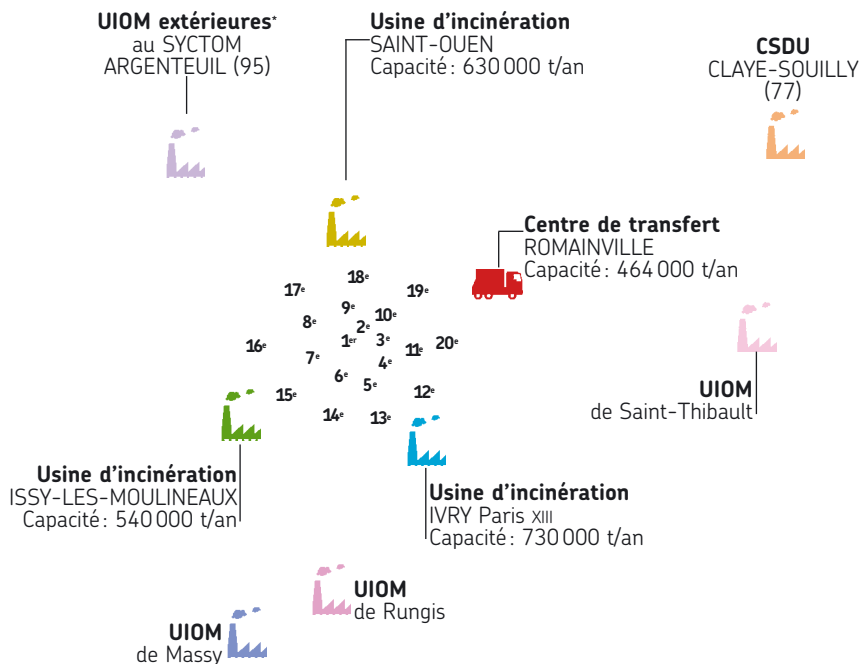 UIOM extérieures*
au SYCTOM
ARGENTEUIL (95)
Usine d'incinération
SAINT-OUEN
Capacité : 630 000 t/an
CSDU
CLAYE-SOUILLY
(77)
Centre de transfert
ROMAINVILLE
Capacité : 464 000 t/an
18e
17e
19e
9e
10e
8e
2e
1er
3e
20e
16e
11e
7e
4e
6e
5e
15e
12e
14e
13e
UIOM
de Saint-Thibault
Usine d'incinération
ISSY-LES-MOULINEAUX
Capacité : 540 000 t/an
Usine d'incinération
IVRY Paris XIII
Capacité : 730 000 t/an
UIOM
de Rungis
UIOM
de Massy